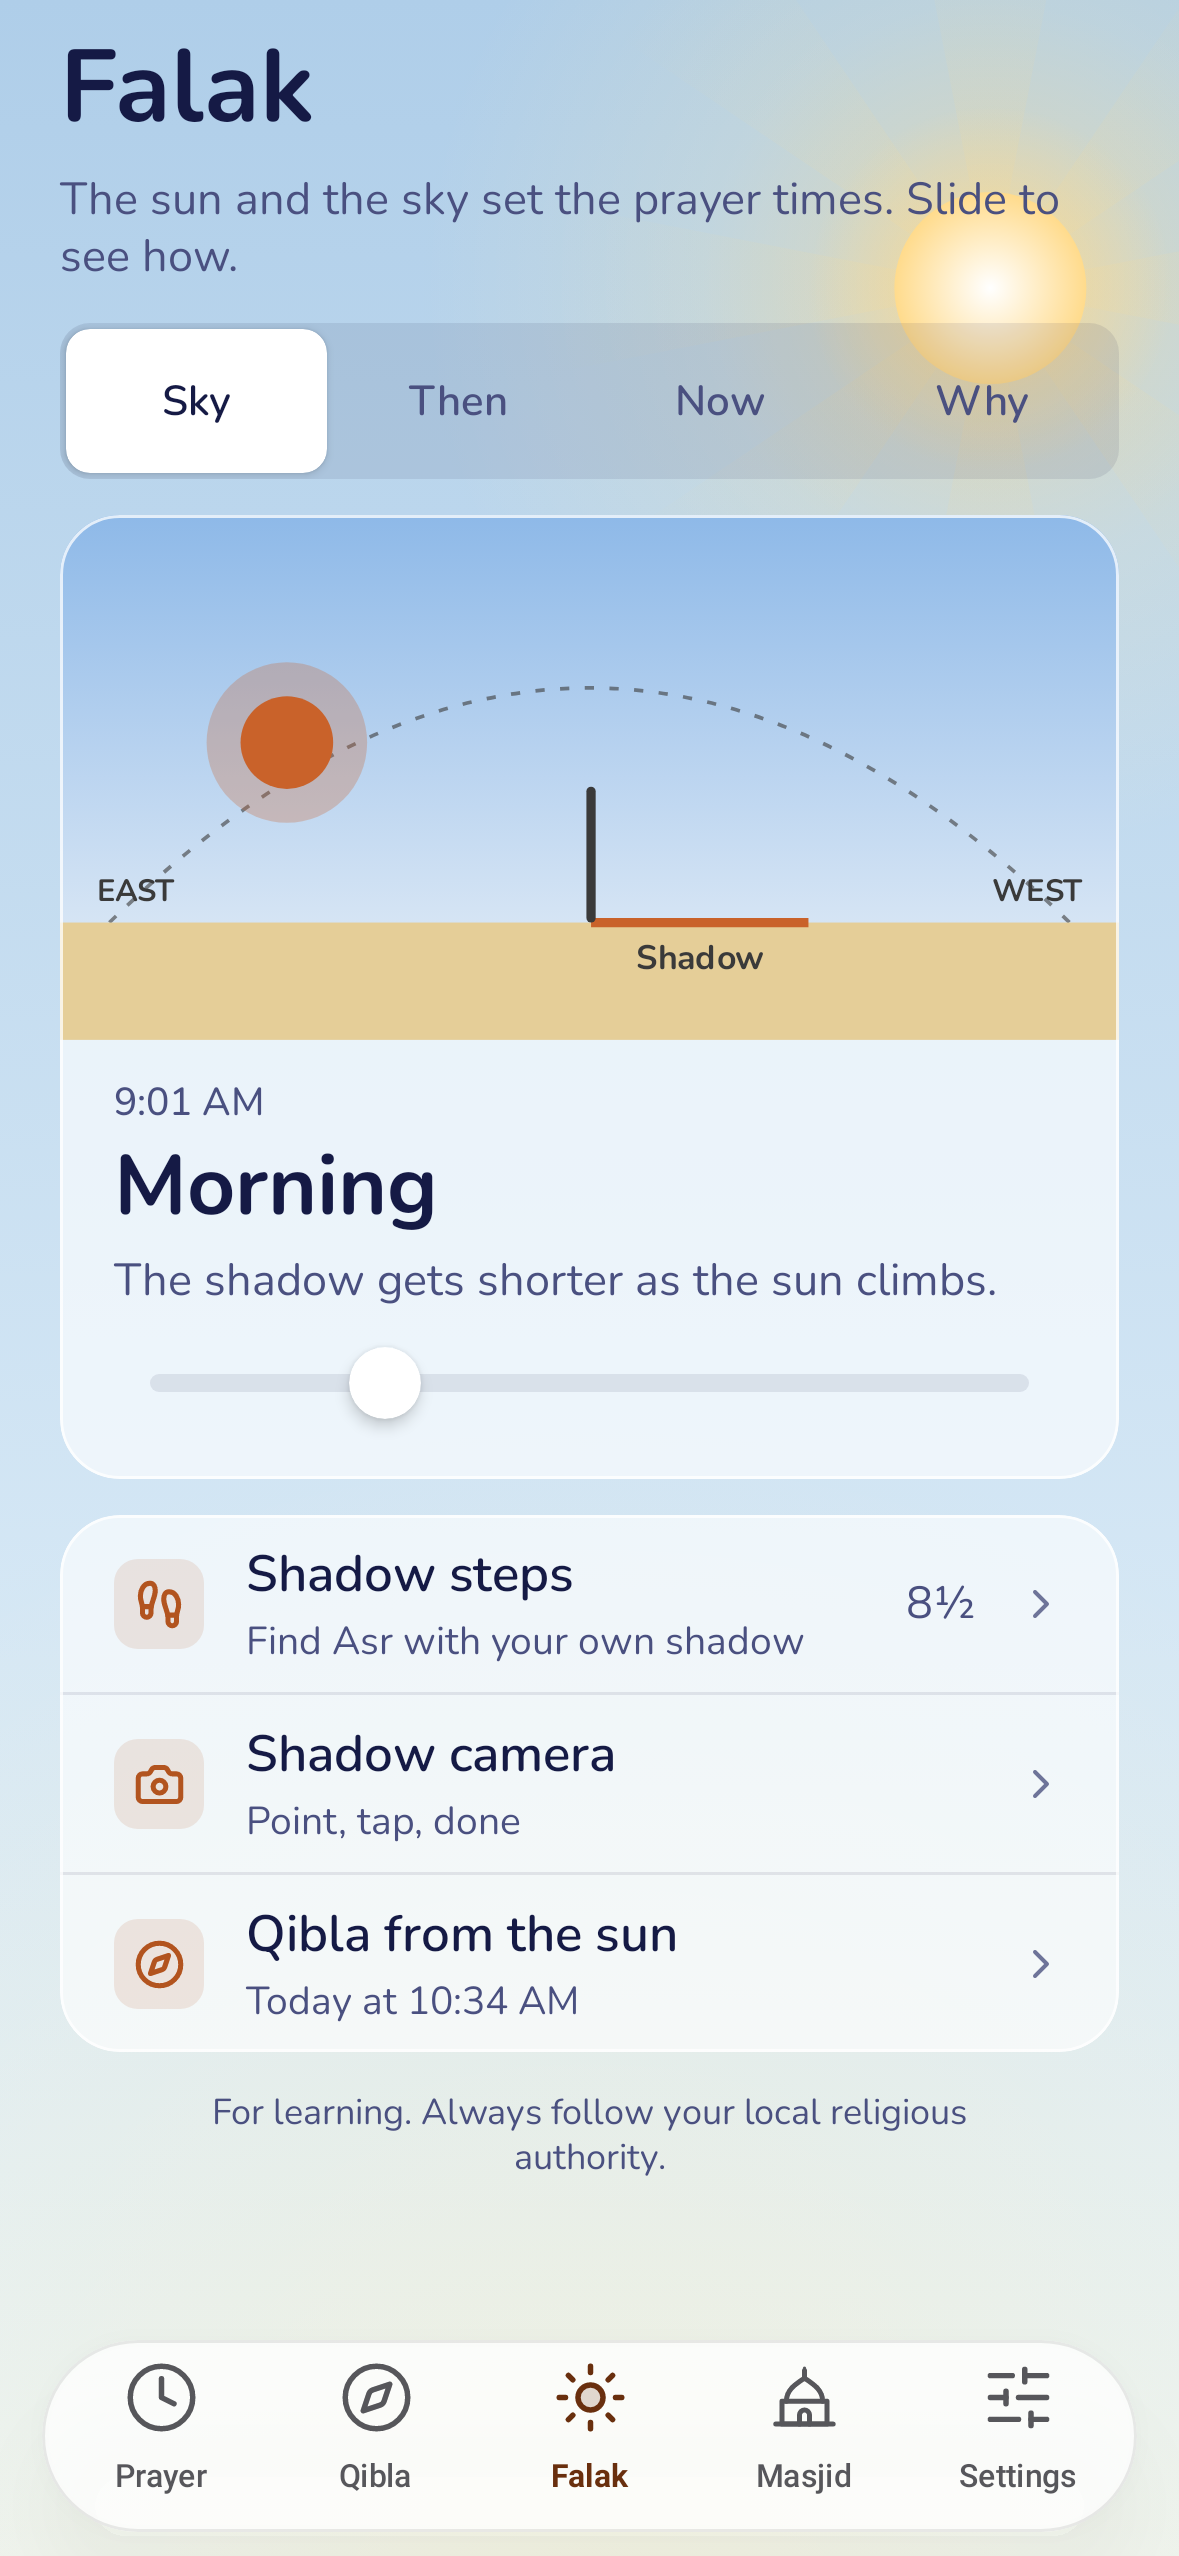 Falak
The sun and the sky set the prayer times. Slide to
see how.
Sky
Then
Now
Why
EAST
WEST
Shadow
9:01 AM
Morning
The shadow gets shorter as the sun climbs.
Shadow steps
Find Asr with your own shadow
8½
Shadow camera
Point, tap, done
Qibla from the sun
Today at 10:34 AM
For learning. Always follow your local religious
authority.
Prayer
Qibla
Falak
Masjid
Settings